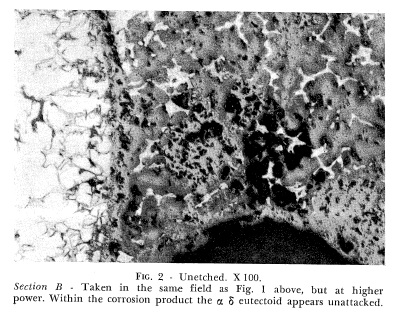 FIG. 2 - Unetched. X 100.
Section B - Taken in the same field as Fig. 1 above, but at higher
power. Within the corrosion product the α δ eutectoid appears unattacked.